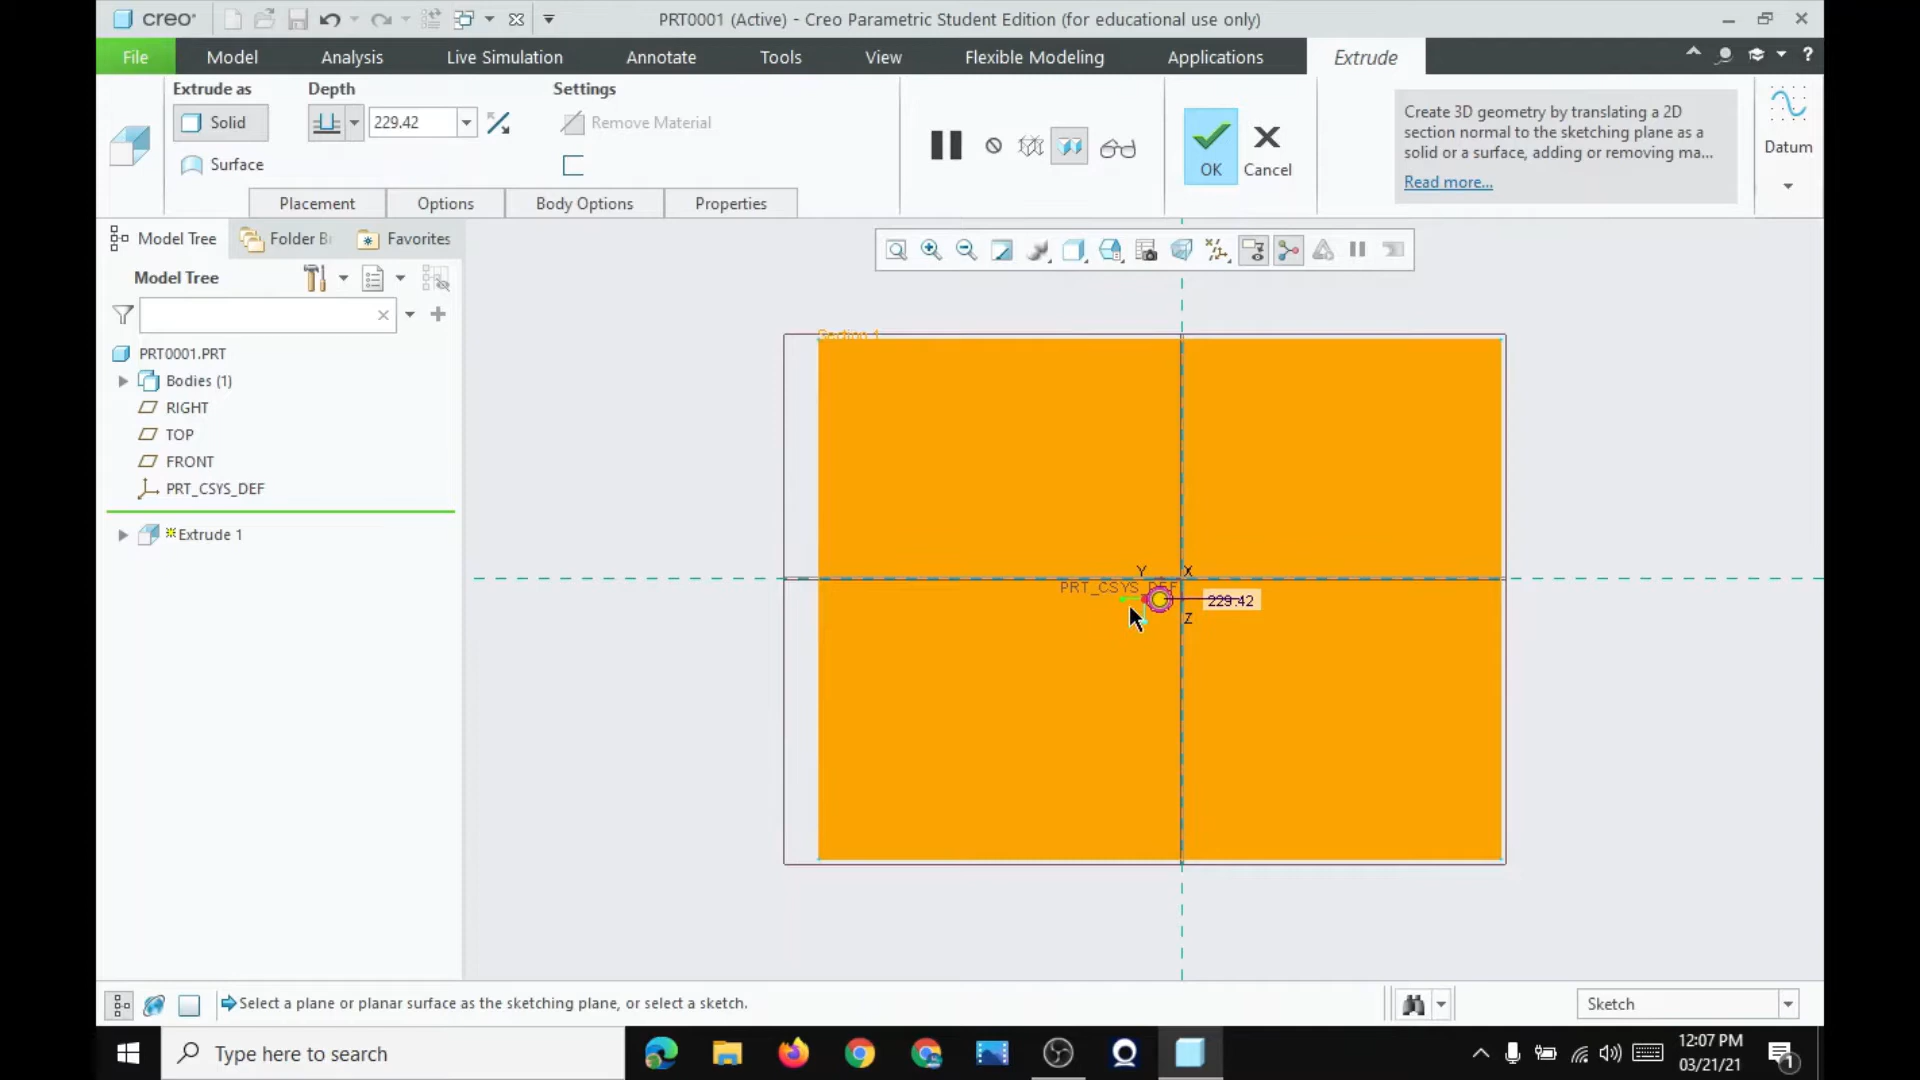 creo
PRT0001 (Active) - Creo Parametric Student Edition (for educational use only)
File Model Analysis Live Simulation Annotate Tools View Flexible Modeling Applications Extrude
Extrude as Depth Settings
Solid 229.42 Remove Material
Surface
OK Cancel
Create 3D geometry by translating a 2D
section normal to the sketching plane as a
solid or a surface, adding or removing ma...
Read more...
Datum
Placement Options Body Options Properties
Model Tree Folder Br Favorites
Model Tree
PRT0001.PRT
Bodies (1)
RIGHT
TOP
FRONT
PRT_CSYS_DEF
Extrude 1
Section 1
Y X
PRT_CSYS_DEF
229.42
Z
Select a plane or planar surface as the sketching plane, or select a sketch.
Sketch
Type here to search
12:07 PM
03/21/21
1